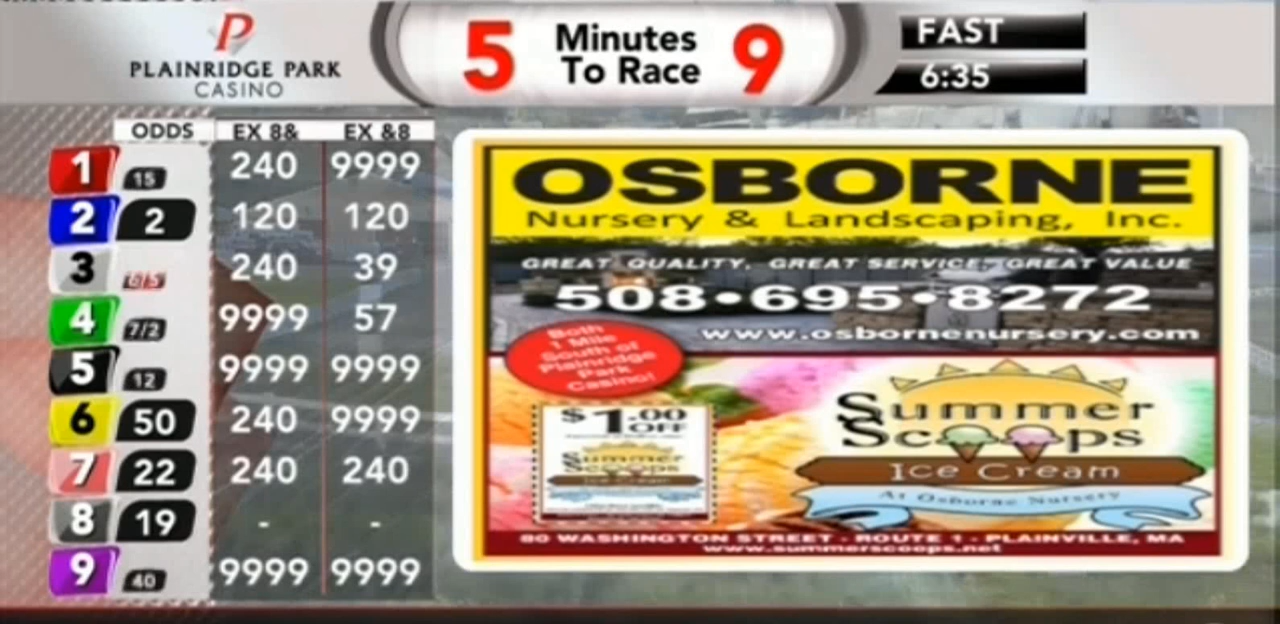 P
PLAINRIDGE PARK
CASINO
5 Minutes To Race 9
FAST
6:35
ODDS EX 8& EX &8
1 15 240 9999
2 2 120 120
3 240 39
4 7/2 9999 57
5 12 9999 9999
6 50 240 9999
7 22 240 240
8 19 - -
9 40 9999 9999
OSBORNE
Nursery & Landscaping, Inc.
GREAT QUALITY, GREAT SERVICE, GREAT VALUE
508•695•8272
www.osbornenursery.com
Both
1 Mile
South of
Plainridge
Park
Casino!
$1.00
OFF
Summer
Scoops
Ice Cream
Summer
Scoops
Ice Cream
At Osborne Nursery
80 WASHINGTON STREET - ROUTE 1 - PLAINVILLE, MA
www.summerscoops.net